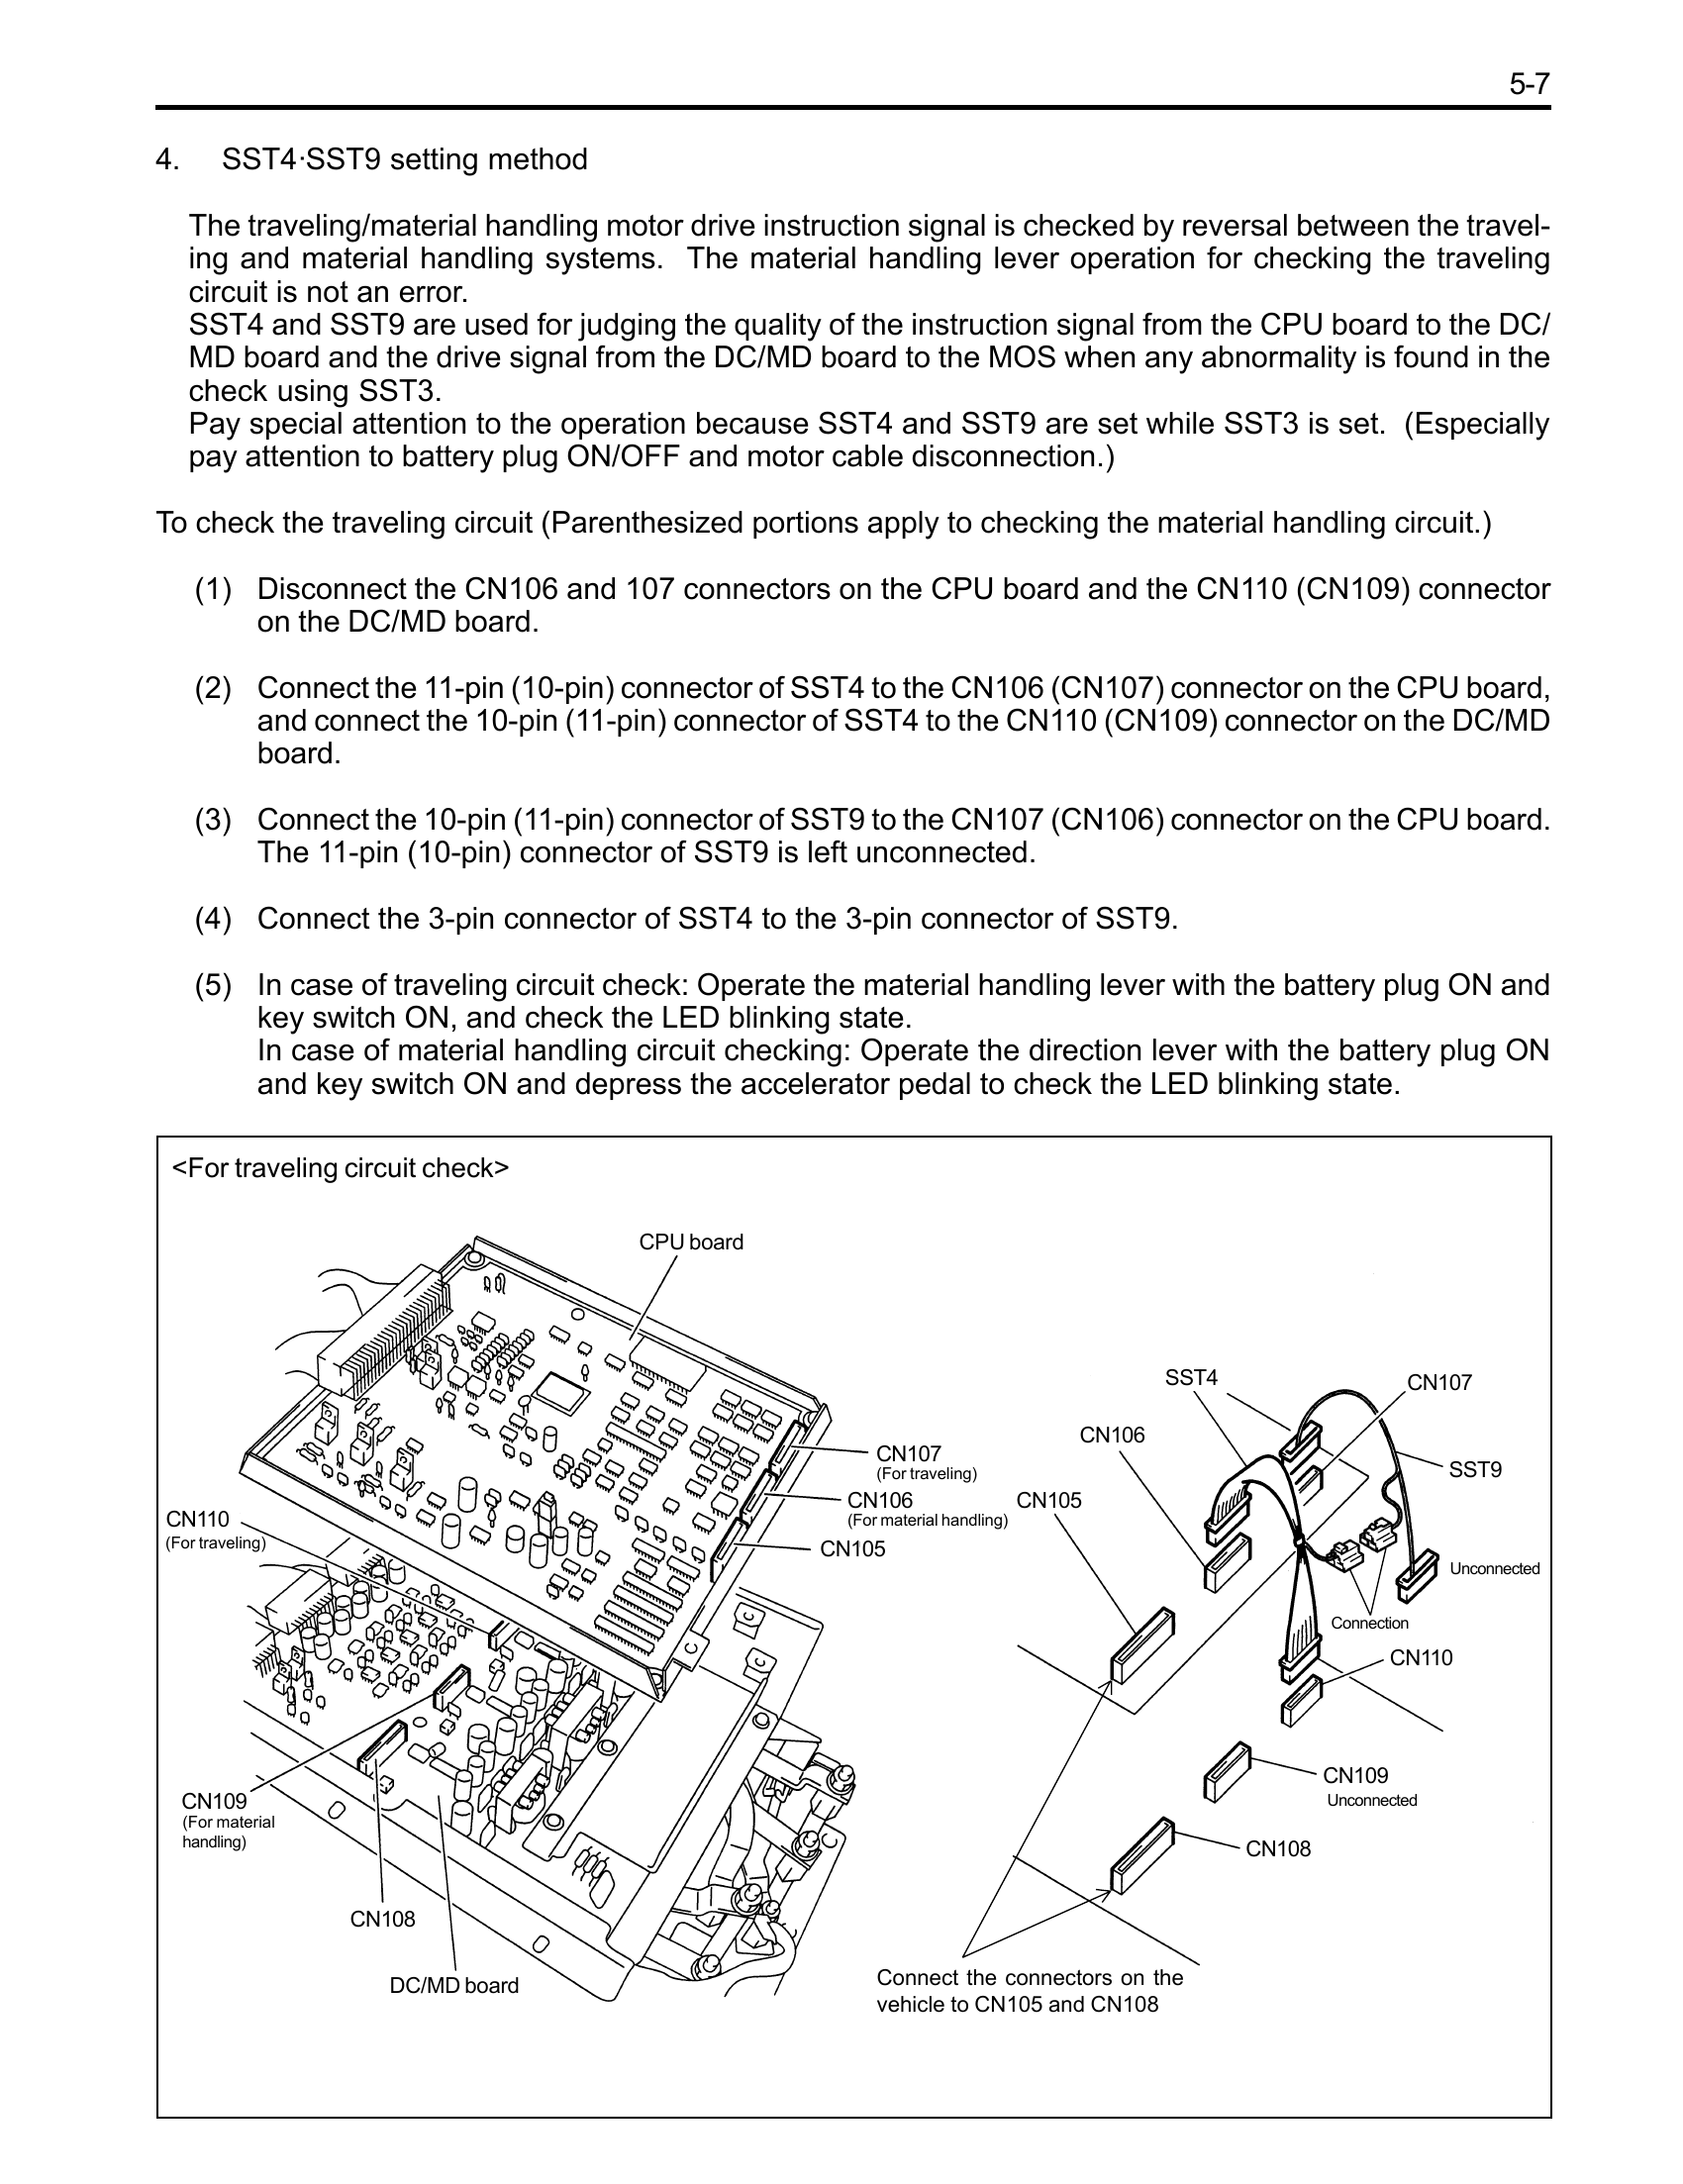 5-7
4. SST4·SST9 setting method
The traveling/material handling motor drive instruction signal is checked by reversal between the travel-
ing and material handling systems. The material handling lever operation for checking the traveling
circuit is not an error.
SST4 and SST9 are used for judging the quality of the instruction signal from the CPU board to the DC/
MD board and the drive signal from the DC/MD board to the MOS when any abnormality is found in the
check using SST3.
Pay special attention to the operation because SST4 and SST9 are set while SST3 is set. (Especially
pay attention to battery plug ON/OFF and motor cable disconnection.)
To check the traveling circuit (Parenthesized portions apply to checking the material handling circuit.)
(1) Disconnect the CN106 and 107 connectors on the CPU board and the CN110 (CN109) connector
on the DC/MD board.
(2) Connect the 11-pin (10-pin) connector of SST4 to the CN106 (CN107) connector on the CPU board,
and connect the 10-pin (11-pin) connector of SST4 to the CN110 (CN109) connector on the DC/MD
board.
(3) Connect the 10-pin (11-pin) connector of SST9 to the CN107 (CN106) connector on the CPU board.
The 11-pin (10-pin) connector of SST9 is left unconnected.
(4) Connect the 3-pin connector of SST4 to the 3-pin connector of SST9.
(5) In case of traveling circuit check: Operate the material handling lever with the battery plug ON and
key switch ON, and check the LED blinking state.
In case of material handling circuit checking: Operate the direction lever with the battery plug ON
and key switch ON and depress the accelerator pedal to check the LED blinking state.
<For traveling circuit check>
CPU board
CN107
(For traveling)
CN106
(For material handling)
CN105
CN110
(For traveling)
CN109
(For material
handling)
CN108
DC/MD board
SST4
CN107
CN106
SST9
CN105
Unconnected
Connection
CN110
CN109
Unconnected
CN108
Connect the connectors on the
vehicle to CN105 and CN108